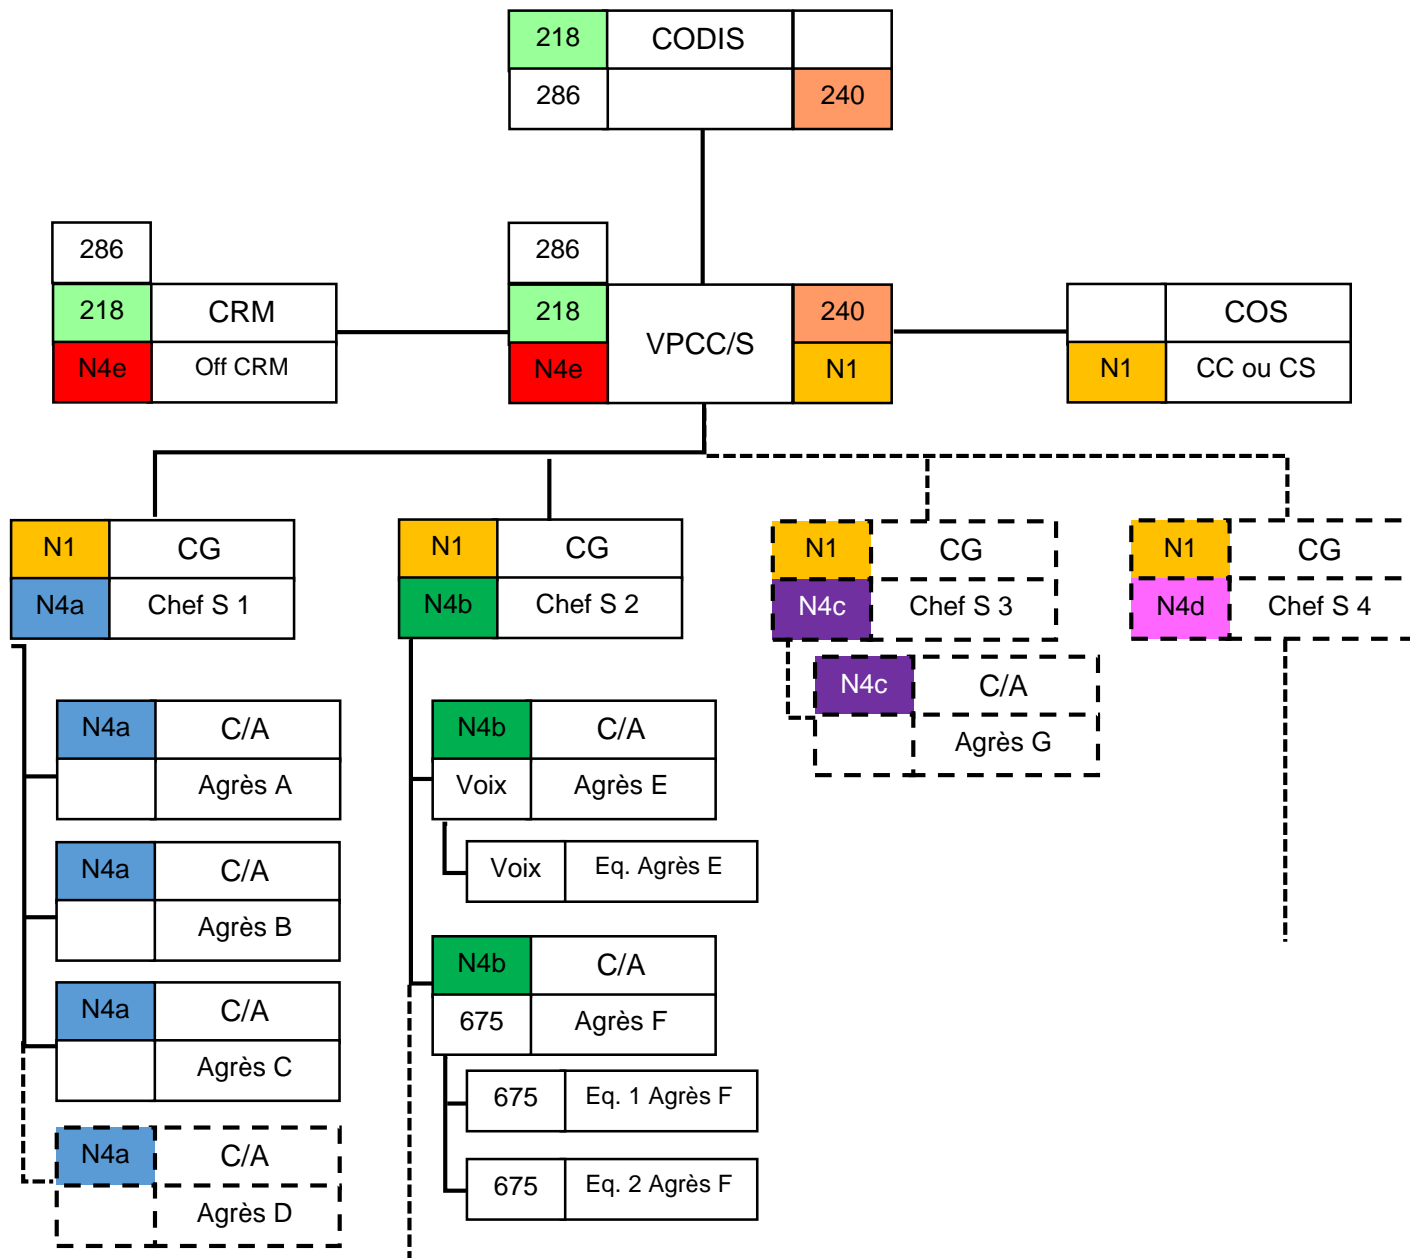 218 CODIS
286 240
286
218 CRM
N4e Off CRM
286
218 VPCC/S 240
N4e N1
COS
N1 CC ou CS
N1 CG
N4a Chef S 1
N1 CG
N4b Chef S 2
N1 CG
N4c Chef S 3
N1 CG
N4d Chef S 4
N4a C/A
Agrès A
N4a C/A
Agrès B
N4a C/A
Agrès C
N4a C/A
Agrès D
N4b C/A
Voix Agrès E
Voix Eq. Agrès E
N4b C/A
675 Agrès F
675 Eq. 1 Agrès F
675 Eq. 2 Agrès F
N4c C/A
Agrès G